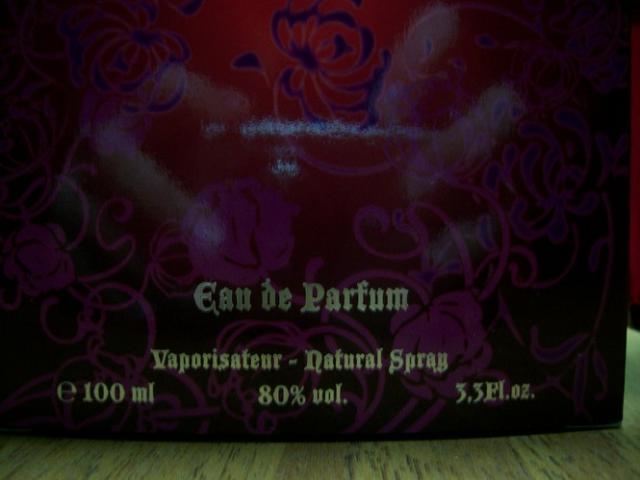 Eau de Parfum
Vaporisateur - Natural Spray
℮ 100 ml 80% vol. 3,3Fl.oz.